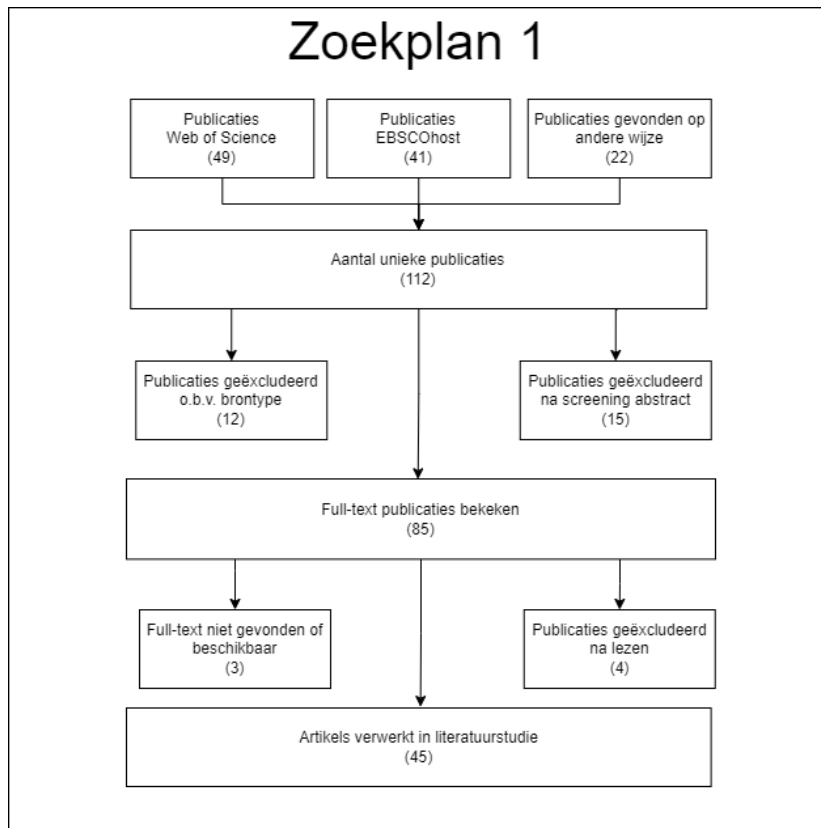 Zoekplan 1
Publicaties
Web of Science
(49)
Publicaties
EBSCOhost
(41)
Publicaties gevonden op
andere wijze
(22)
Aantal unieke publicaties
(112)
Publicaties geëxcludeerd
o.b.v. brontype
(12)
Publicaties geëxcludeerd
na screening abstract
(15)
Full-text publicaties bekeken
(85)
Full-text niet gevonden of
beschikbaar
(3)
Publicaties geëxcludeerd
na lezen
(4)
Artikels verwerkt in literatuurstudie
(45)